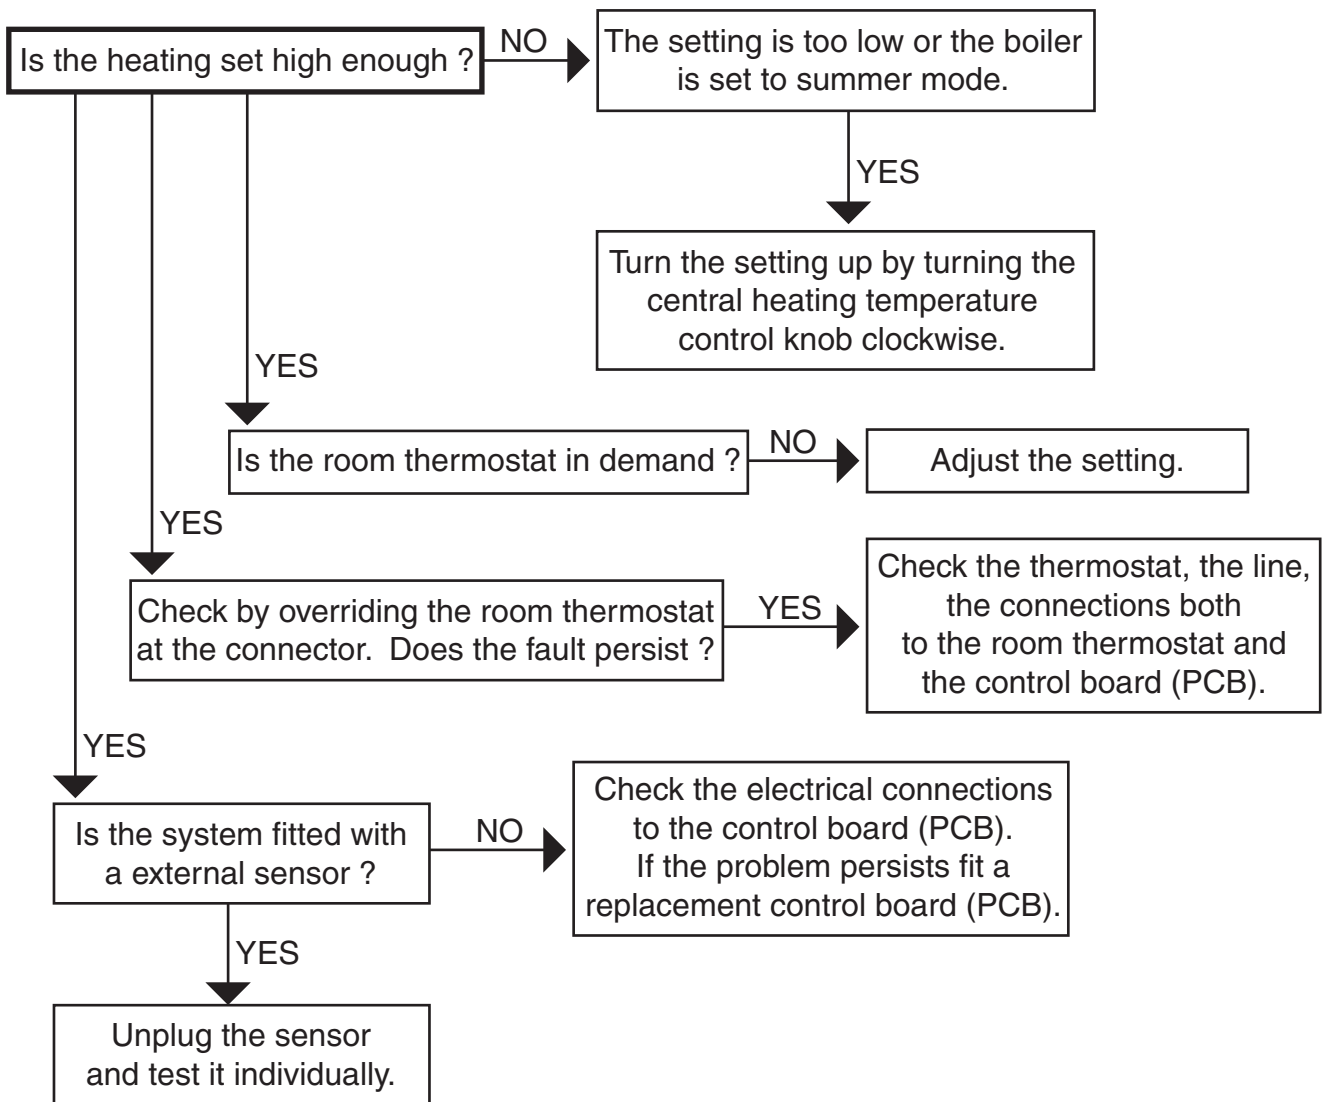 Is the heating set high enough ?
NO
The setting is too low or the boiler
is set to summer mode.
YES
Turn the setting up by turning the
central heating temperature
control knob clockwise.
YES
Is the room thermostat in demand ?
NO
Adjust the setting.
YES
Check by overriding the room thermostat
at the connector.  Does the fault persist ?
YES
Check the thermostat, the line,
the connections both
to the room thermostat and
the control board (PCB).
YES
Is the system fitted with
a external sensor ?
NO
Check the electrical connections
to the control board (PCB).
If the problem persists fit a
replacement control board (PCB).
YES
Unplug the sensor
and test it individually.